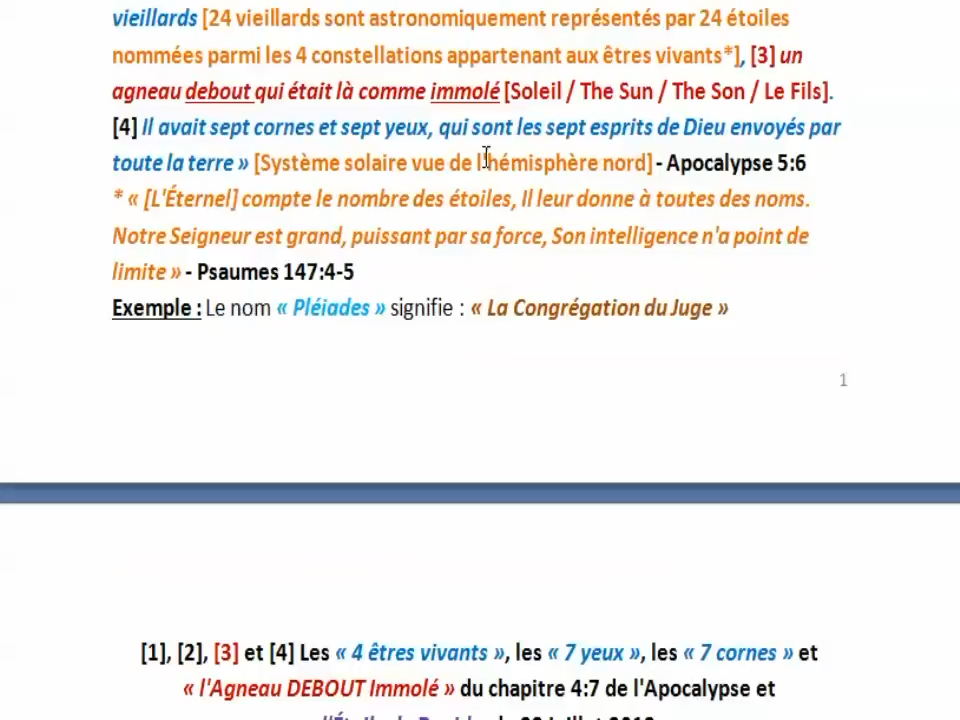 vieillards [24 vieillards sont astronomiquement représentés par 24 étoiles
nommées parmi les 4 constellations appartenant aux êtres vivants*], [3] un
agneau debout qui était là comme immolé [Soleil / The Sun / The Son / Le Fils].
[4] Il avait sept cornes et sept yeux, qui sont les sept esprits de Dieu envoyés par
toute la terre » [Système solaire vue de l'hémisphère nord] - Apocalypse 5:6
* « [L'Éternel] compte le nombre des étoiles, Il leur donne à toutes des noms.
Notre Seigneur est grand, puissant par sa force, Son intelligence n'a point de
limite » - Psaumes 147:4-5
Exemple : Le nom « Pléiades » signifie : « La Congrégation du Juge »
1
[1], [2], [3] et [4] Les « 4 êtres vivants », les « 7 yeux », les « 7 cornes » et
« l'Agneau DEBOUT Immolé » du chapitre 4:7 de l'Apocalypse et